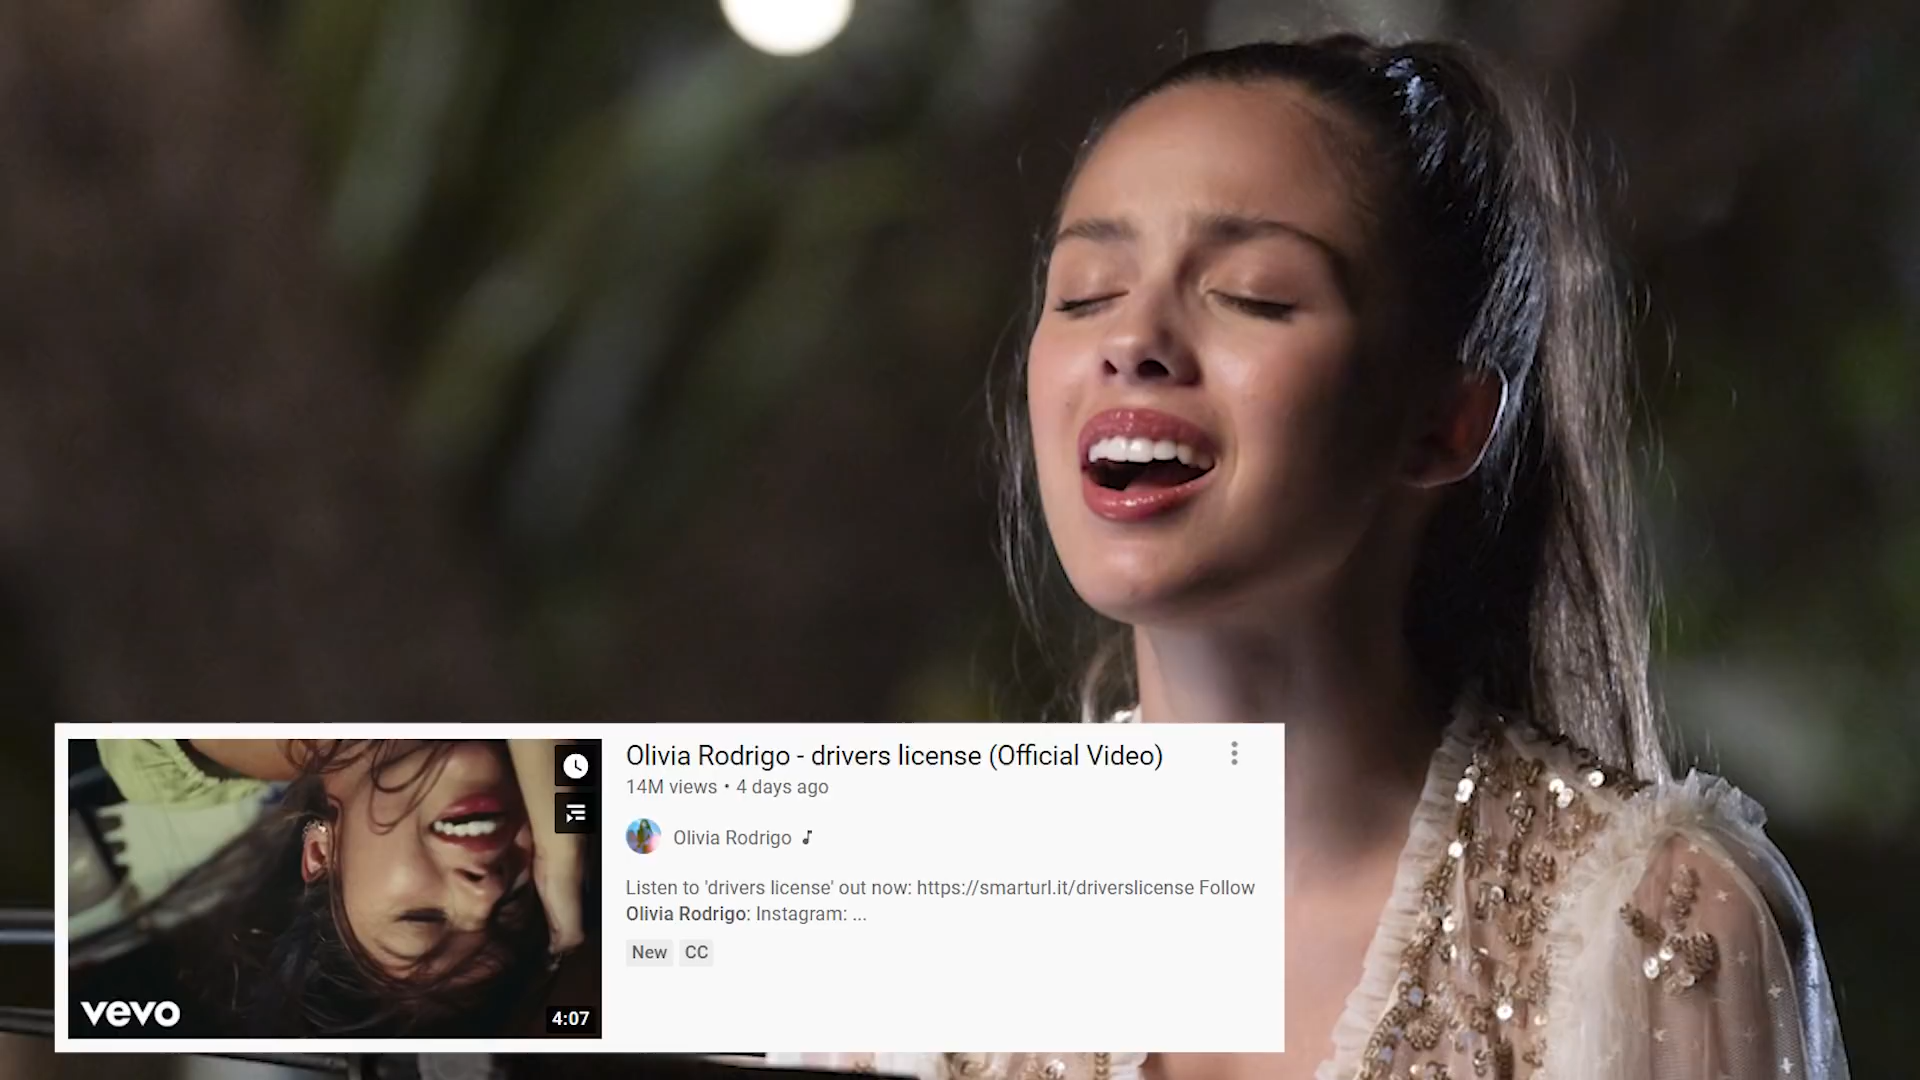 Olivia Rodrigo - drivers license (Official Video)
14M views • 4 days ago
Olivia Rodrigo
Listen to 'drivers license' out now: https://smarturl.it/driverslicense Follow
Olivia Rodrigo: Instagram: ...
New CC
vevo
4:07